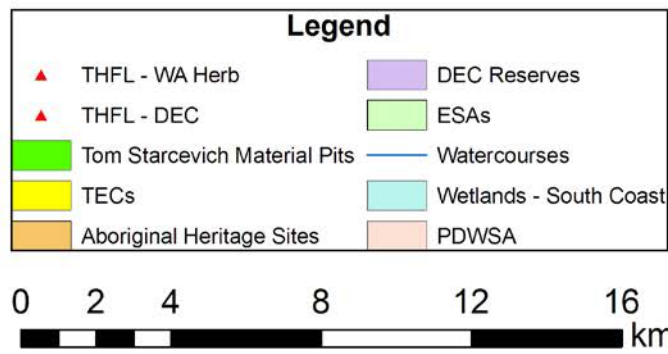 Legend
THFL - WA Herb
THFL - DEC
Tom Starcevich Material Pits
TECs
Aboriginal Heritage Sites
DEC Reserves
ESAs
Watercourses
Wetlands - South Coast
PDWSA
0 2 4 8 12 16
km